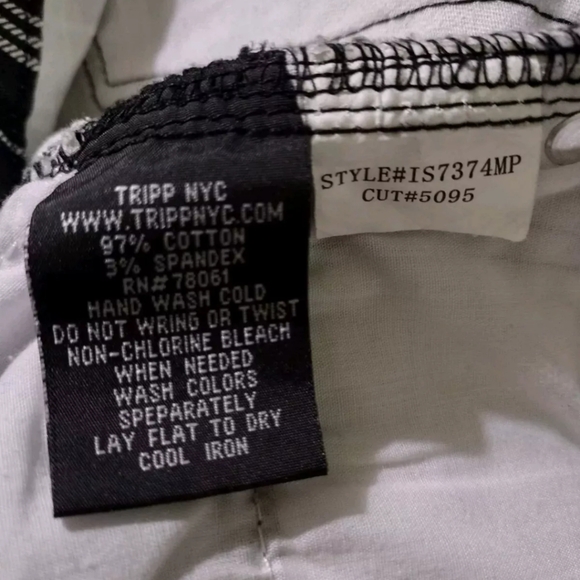 TRIPP NYC
WWW.TRIPPNYC.COM
97% COTTON
3% SPANDEX
RN# 78061
HAND WASH COLD
DO NOT WRING OR TWIST
NON-CHLORINE BLEACH
WHEN NEEDED
WASH COLORS
SPEPARATELY
LAY FLAT TO DRY
COOL IRON
STYLE#IS7374MP
CUT#5095